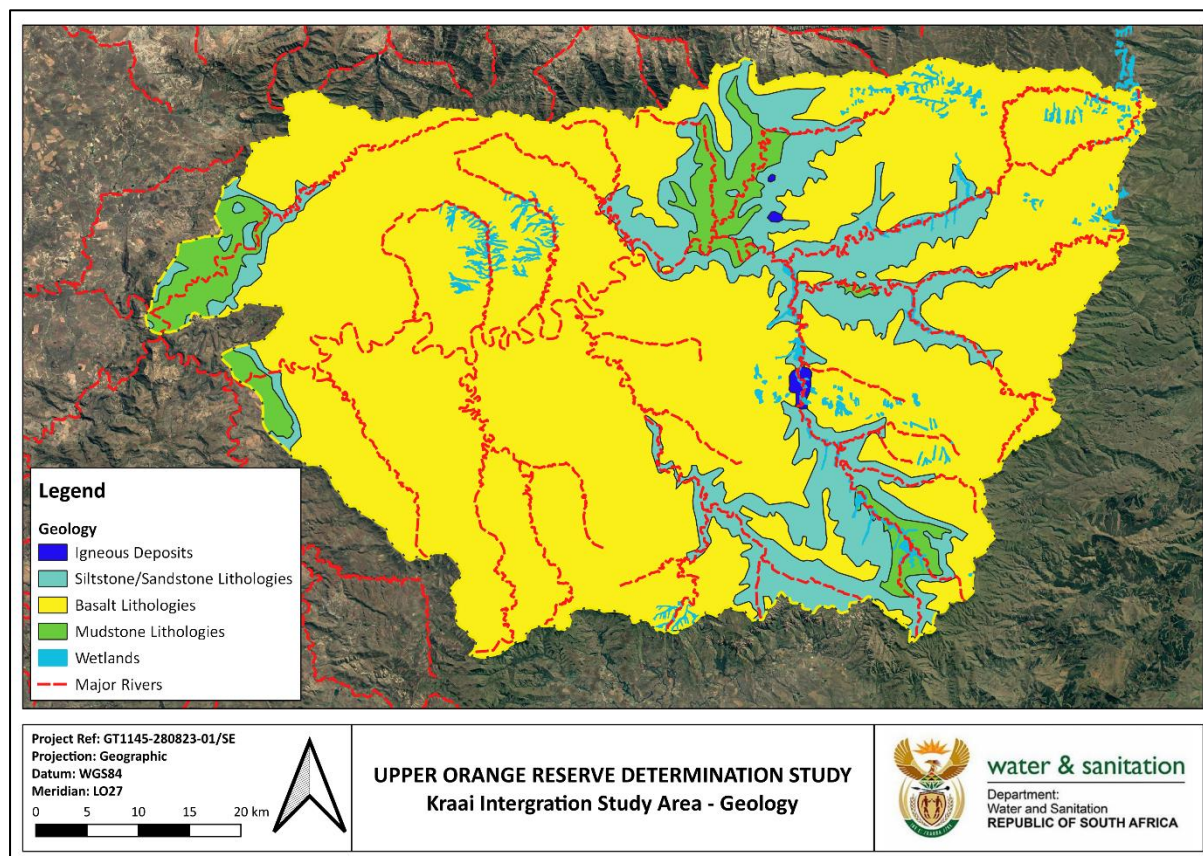 Legend
Geology
Igneous Deposits
Siltstone/Sandstone Lithologies
Basalt Lithologies
Mudstone Lithologies
Wetlands
Major Rivers
Project Ref: GT1145-280823-01/SE
Projection: Geographic
Datum: WGS84
Meridian: LO27
0 5 10 15 20 km
UPPER ORANGE RESERVE DETERMINATION STUDY
Kraai Intergration Study Area - Geology
water & sanitation
Department:
Water and Sanitation
REPUBLIC OF SOUTH AFRICA